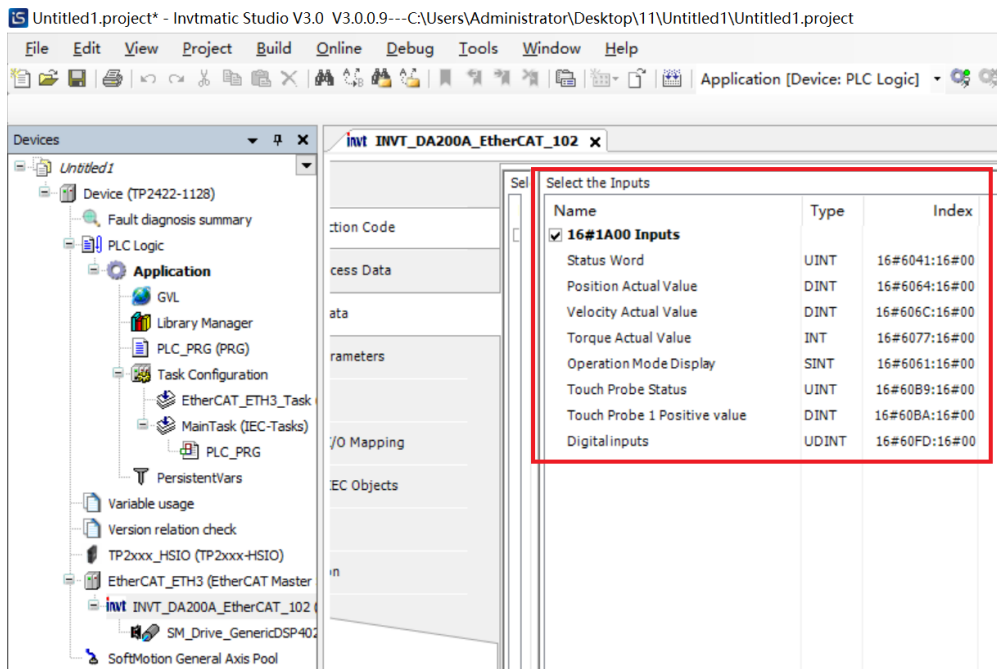 Untitled1.project* - Invtmatic Studio V3.0 V3.0.0.9---C:\Users\Administrator\Desktop\11\Untitled1\Untitled1.project
File Edit View Project Build Online Debug Tools Window Help
Application [Device: PLC Logic]
Devices
Untitled1
Device (TP2422-1128)
Fault diagnosis summary
PLC Logic
Application
GVL
Library Manager
PLC_PRG (PRG)
Task Configuration
EtherCAT_ETH3_Task (
MainTask (IEC-Tasks)
PLC_PRG
PersistentVars
Variable usage
Version relation check
TP2xxx_HSIO (TP2xxx-HSIO)
EtherCAT_ETH3 (EtherCAT Master
invt INVT_DA200A_EtherCAT_102 (
SM_Drive_GenericDSP402
SoftMotion General Axis Pool
invt INVT_DA200A_EtherCAT_102
ction Code
cess Data
ata
rameters
I/O Mapping
IEC Objects
on
Sel
Select the Inputs
Name Type Index
16#1A00 Inputs
Status Word UINT 16#6041:16#00
Position Actual Value DINT 16#6064:16#00
Velocity Actual Value DINT 16#606C:16#00
Torque Actual Value INT 16#6077:16#00
Operation Mode Display SINT 16#6061:16#00
Touch Probe Status UINT 16#60B9:16#00
Touch Probe 1 Positive value DINT 16#60BA:16#00
Digitalinputs UDINT 16#60FD:16#00